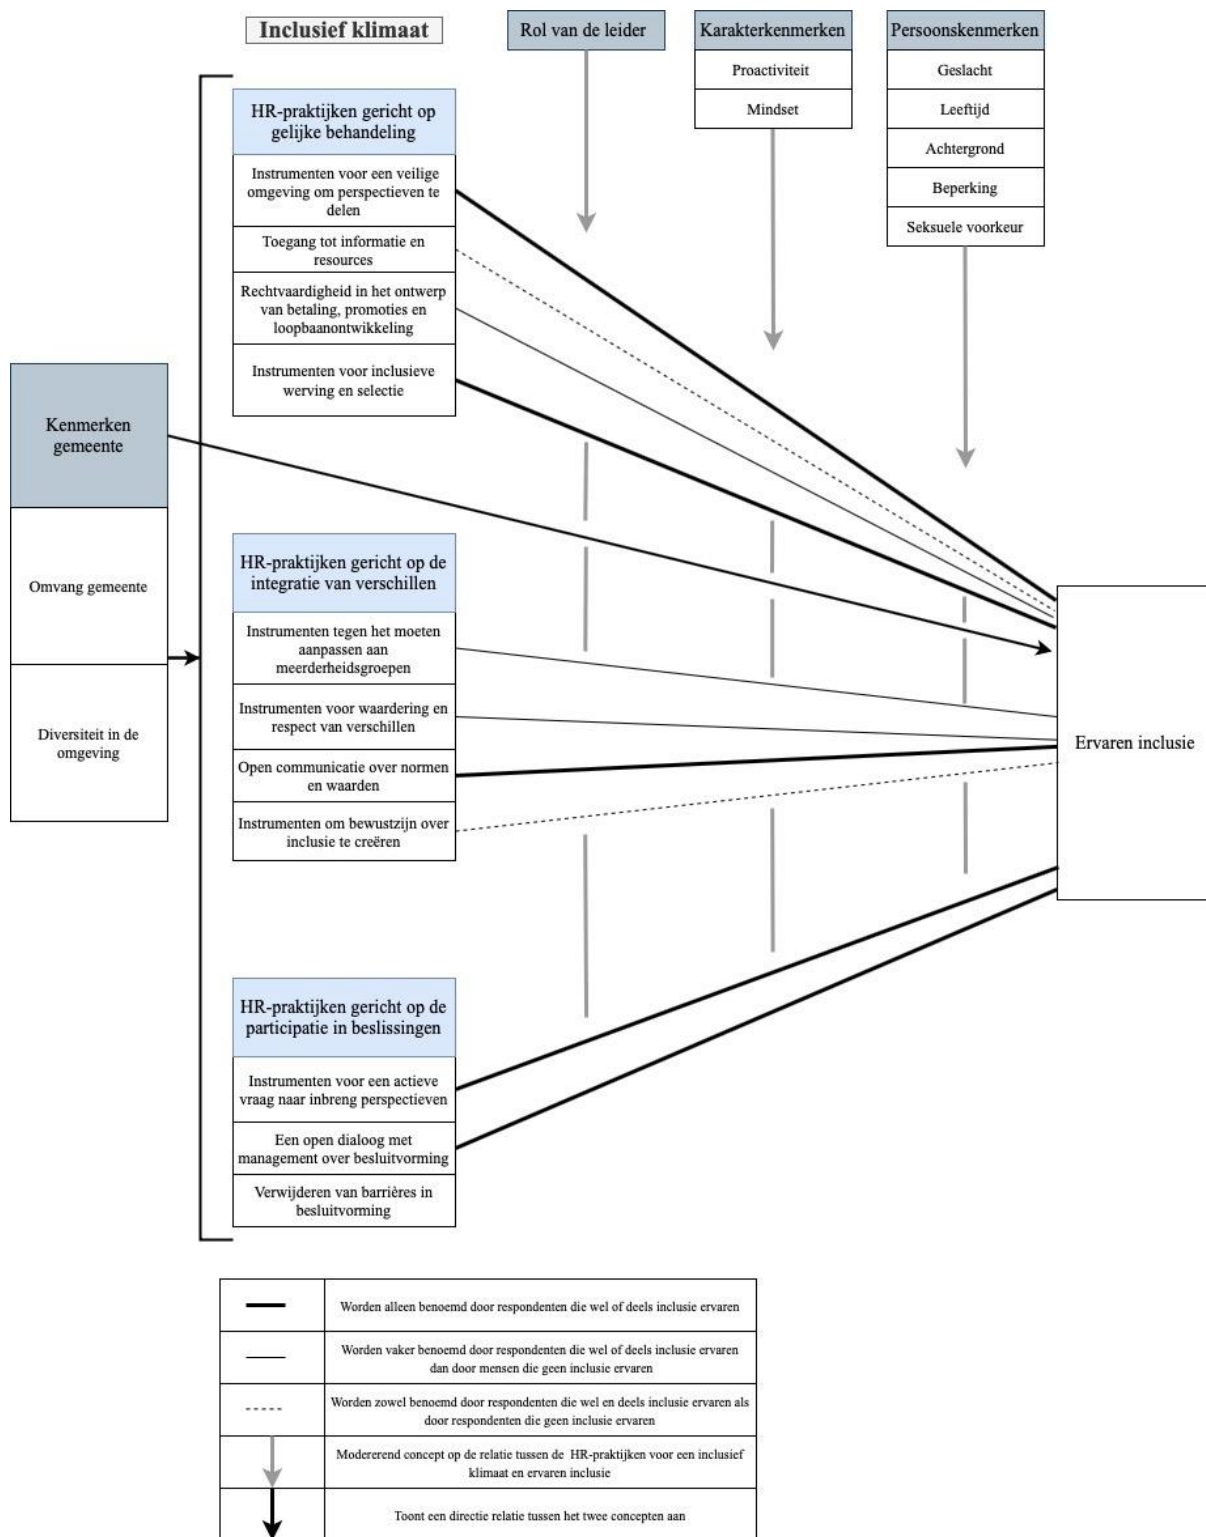 Inclusief klimaat
Rol van de leider
Karakterkenmerken
Proactiviteit
Mindset
Persoonskenmerken
Geslacht
Leeftijd
Achtergrond
Beperking
Seksuele voorkeur
HR-praktijken gericht op
gelijke behandeling
Instrumenten voor een veilige
omgeving om perspectieven te
delen
Toegang tot informatie en
resources
Rechtvaardigheid in het ontwerp
van betaling, promoties en
loopbaanontwikkeling
Instrumenten voor inclusieve
werving en selectie
Kenmerken
gemeente
Omvang gemeente
Diversiteit in de
omgeving
HR-praktijken gericht op de
integratie van verschillen
Instrumenten tegen het moeten
aanpassen aan
meerderheidsgroepen
Instrumenten voor waardering en
respect van verschillen
Open communicatie over normen
en waarden
Instrumenten om bewustzijn over
inclusie te creëren
Ervaren inclusie
HR-praktijken gericht op de
participatie in beslissingen
Instrumenten voor een actieve
vraag naar inbreng perspectieven
Een open dialoog met
management over besluitvorming
Verwijderen van barrières in
besluitvorming
Worden alleen benoemd door respondenten die wel of deels inclusie ervaren
Worden vaker benoemd door respondenten die wel of deels inclusie ervaren
dan door mensen die geen inclusie ervaren
Worden zowel benoemd door respondenten die wel en deels inclusie ervaren als
door respondenten die geen inclusie ervaren
Modererend concept op de relatie tussen de HR-praktijken voor een inclusief
klimaat en ervaren inclusie
Toont een directie relatie tussen het twee concepten aan